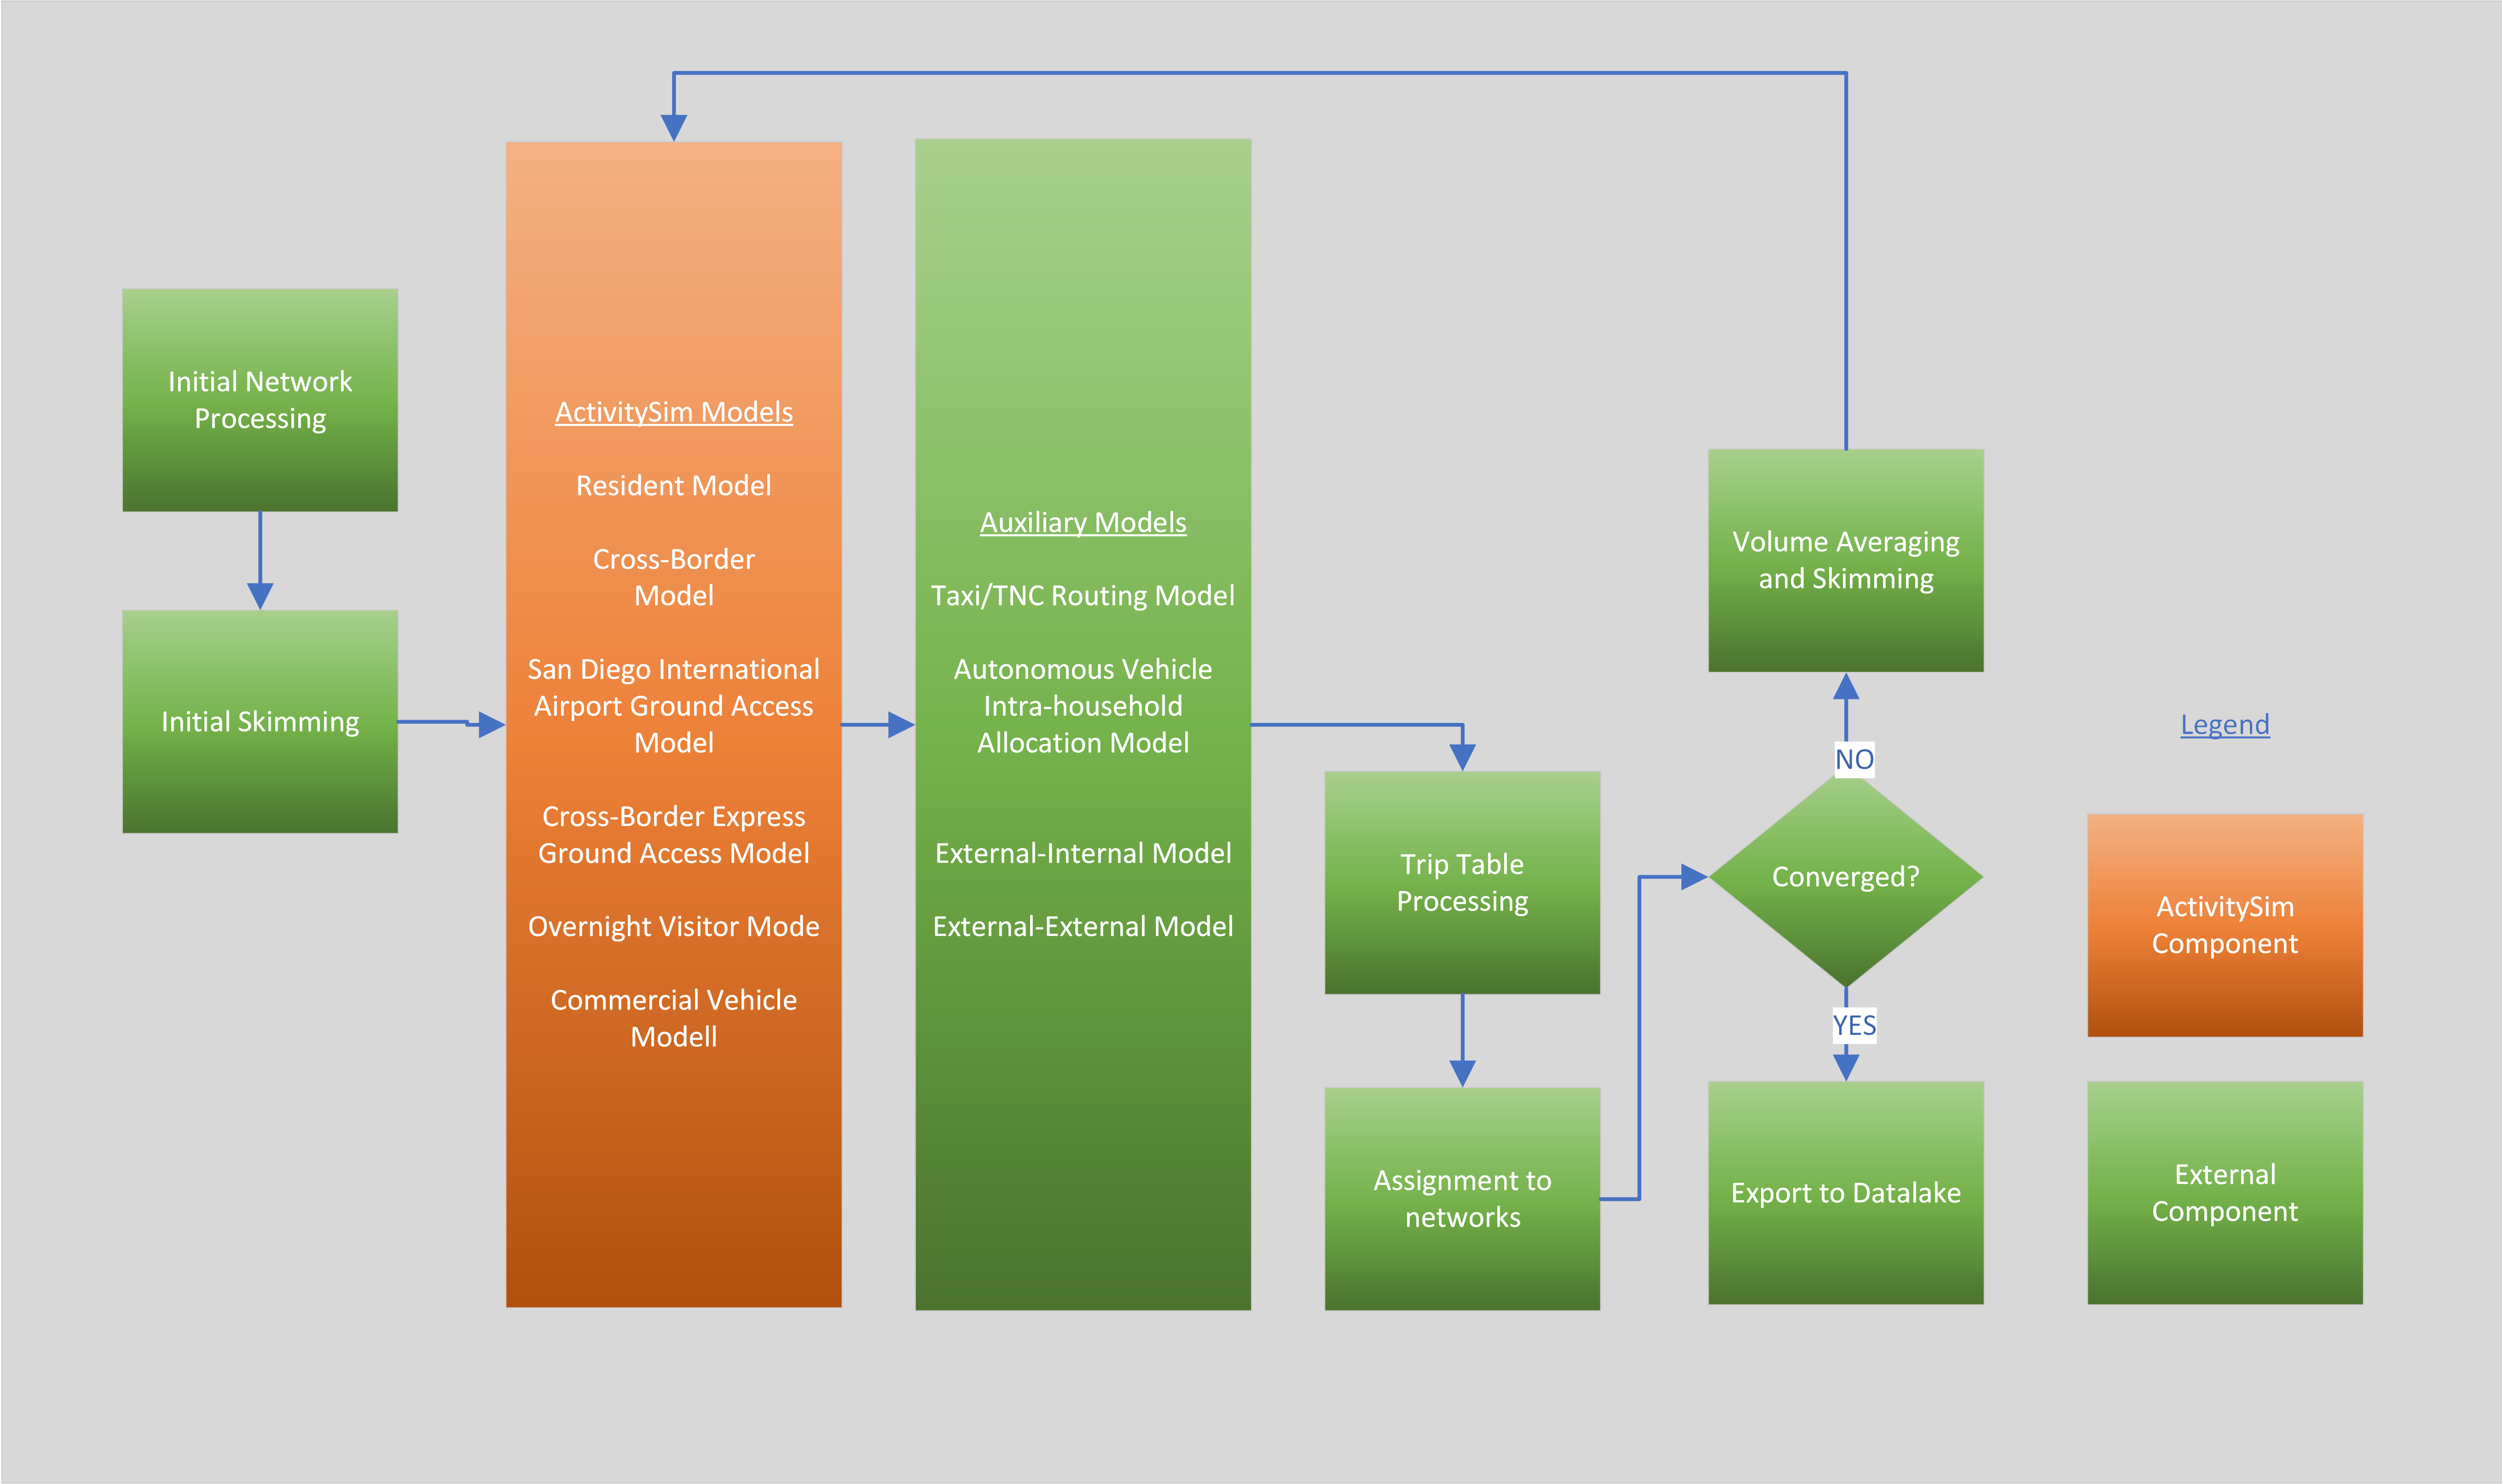 Initial Network
Processing
Initial Skimming
ActivitySim Models
Resident Model
Cross-Border
Model
San Diego International
Airport Ground Access
Model
Cross-Border Express
Ground Access Model
Overnight Visitor Mode
Commercial Vehicle
Modell
Auxiliary Models
Taxi/TNC Routing Model
Autonomous Vehicle
Intra-household
Allocation Model
External-Internal Model
External-External Model
Trip Table
Processing
Assignment to
networks
Volume Averaging
and Skimming
NO
Converged?
YES
Export to Datalake
Legend
ActivitySim
Component
External
Component